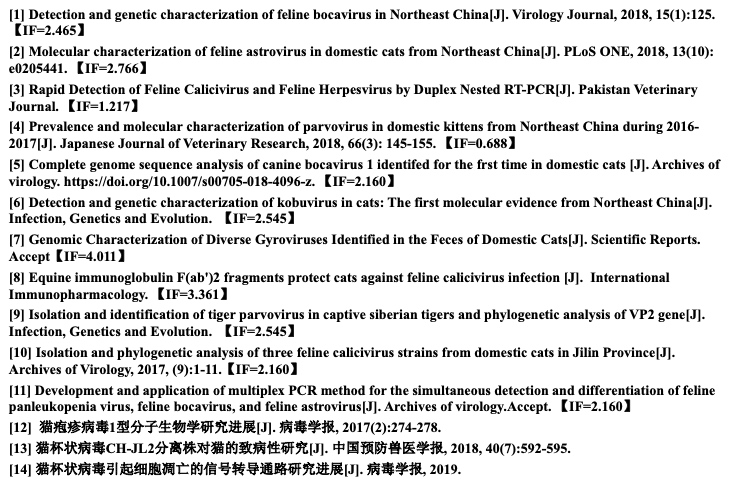 [1] Detection and genetic characterization of feline bocavirus in Northeast China[J]. Virology Journal, 2018, 15(1):125.
【IF=2.465】
[2] Molecular characterization of feline astrovirus in domestic cats from Northeast China[J]. PLoS ONE, 2018, 13(10):
e0205441. 【IF=2.766】
[3] Rapid Detection of Feline Calicivirus and Feline Herpesvirus by Duplex Nested RT-PCR[J]. Pakistan Veterinary
Journal. 【IF=1.217】
[4] Prevalence and molecular characterization of parvovirus in domestic kittens from Northeast China during 2016-
2017[J]. Japanese Journal of Veterinary Research, 2018, 66(3): 145-155. 【IF=0.688】
[5] Complete genome sequence analysis of canine bocavirus 1 identifed for the frst time in domestic cats [J]. Archives of
virology. https://doi.org/10.1007/s00705-018-4096-z. 【IF=2.160】
[6] Detection and genetic characterization of kobuvirus in cats: The first molecular evidence from Northeast China[J].
Infection, Genetics and Evolution. 【IF=2.545】
[7] Genomic Characterization of Diverse Gyroviruses Identified in the Feces of Domestic Cats[J]. Scientific Reports.
Accept【IF=4.011】
[8] Equine immunoglobulin F(ab')2 fragments protect cats against feline calicivirus infection [J]. International
Immunopharmacology. 【IF=3.361】
[9] Isolation and identification of tiger parvovirus in captive siberian tigers and phylogenetic analysis of VP2 gene[J].
Infection, Genetics and Evolution. 【IF=2.545】
[10] Isolation and phylogenetic analysis of three feline calicivirus strains from domestic cats in Jilin Province[J].
Archives of Virology, 2017, (9):1-11.【IF=2.160】
[11] Development and application of multiplex PCR method for the simultaneous detection and differentiation of feline
panleukopenia virus, feline bocavirus, and feline astrovirus[J]. Archives of virology.Accept. 【IF=2.160】
[12] 猫疱疹病毒1型分子生物学研究进展[J]. 病毒学报, 2017(2):274-278.
[13] 猫杯状病毒CH-JL2分离株对猫的致病性研究[J]. 中国预防兽医学报, 2018, 40(7):592-595.
[14] 猫杯状病毒引起细胞凋亡的信号转导通路研究进展[J]. 病毒学报, 2019.